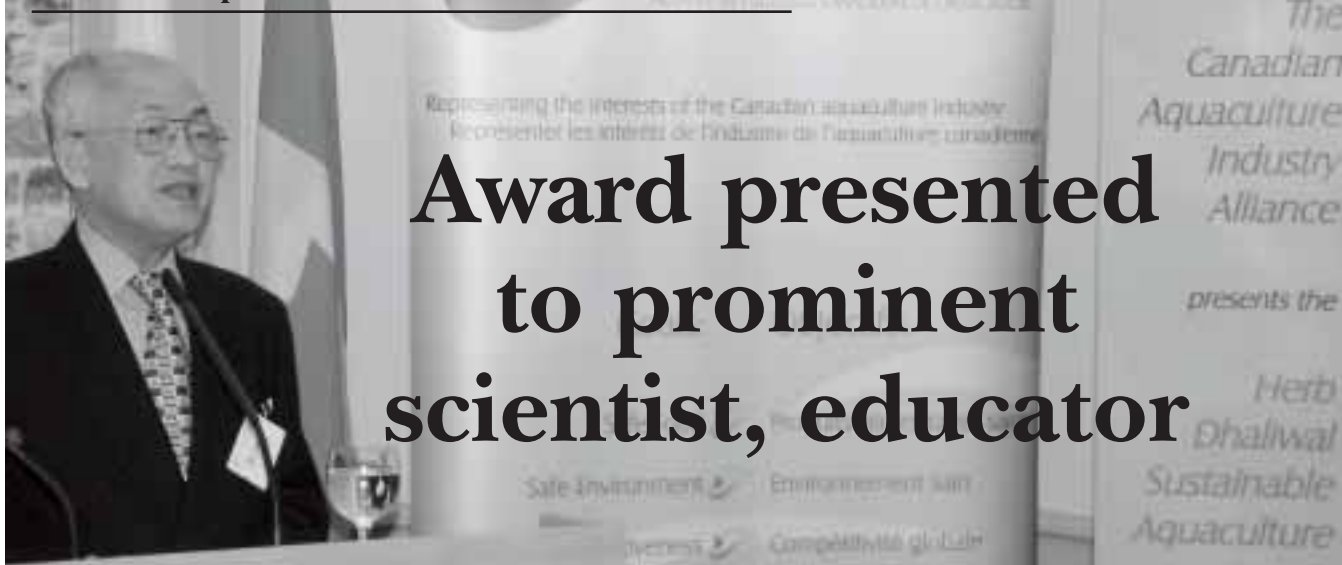 Representing the interests of the Canadian aquaculture industry
Représenter les intérêts de l'industrie de l'aquaculture canadienne
Award presented
to prominent
scientist, educator
Safe Environment
Environnement sain
Compétitivité globale
The
Canadian
Aquaculture
Industry
Alliance
presents the
Herb
Dhaliwal
Sustainable
Aquaculture